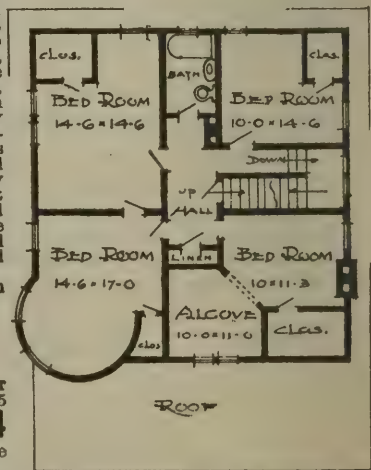 CLOS.
CLOS.
BATH
BED ROOM
14-6 × 14-6
BED ROOM
10-0 × 14-6
DOWN
UP
HALL
LINEN
BED ROOM
14-6 × 17-0
BED ROOM
10 × 11-3
ALCOVE
10-0 × 11-0
CLOS.
CLOS
ROOF